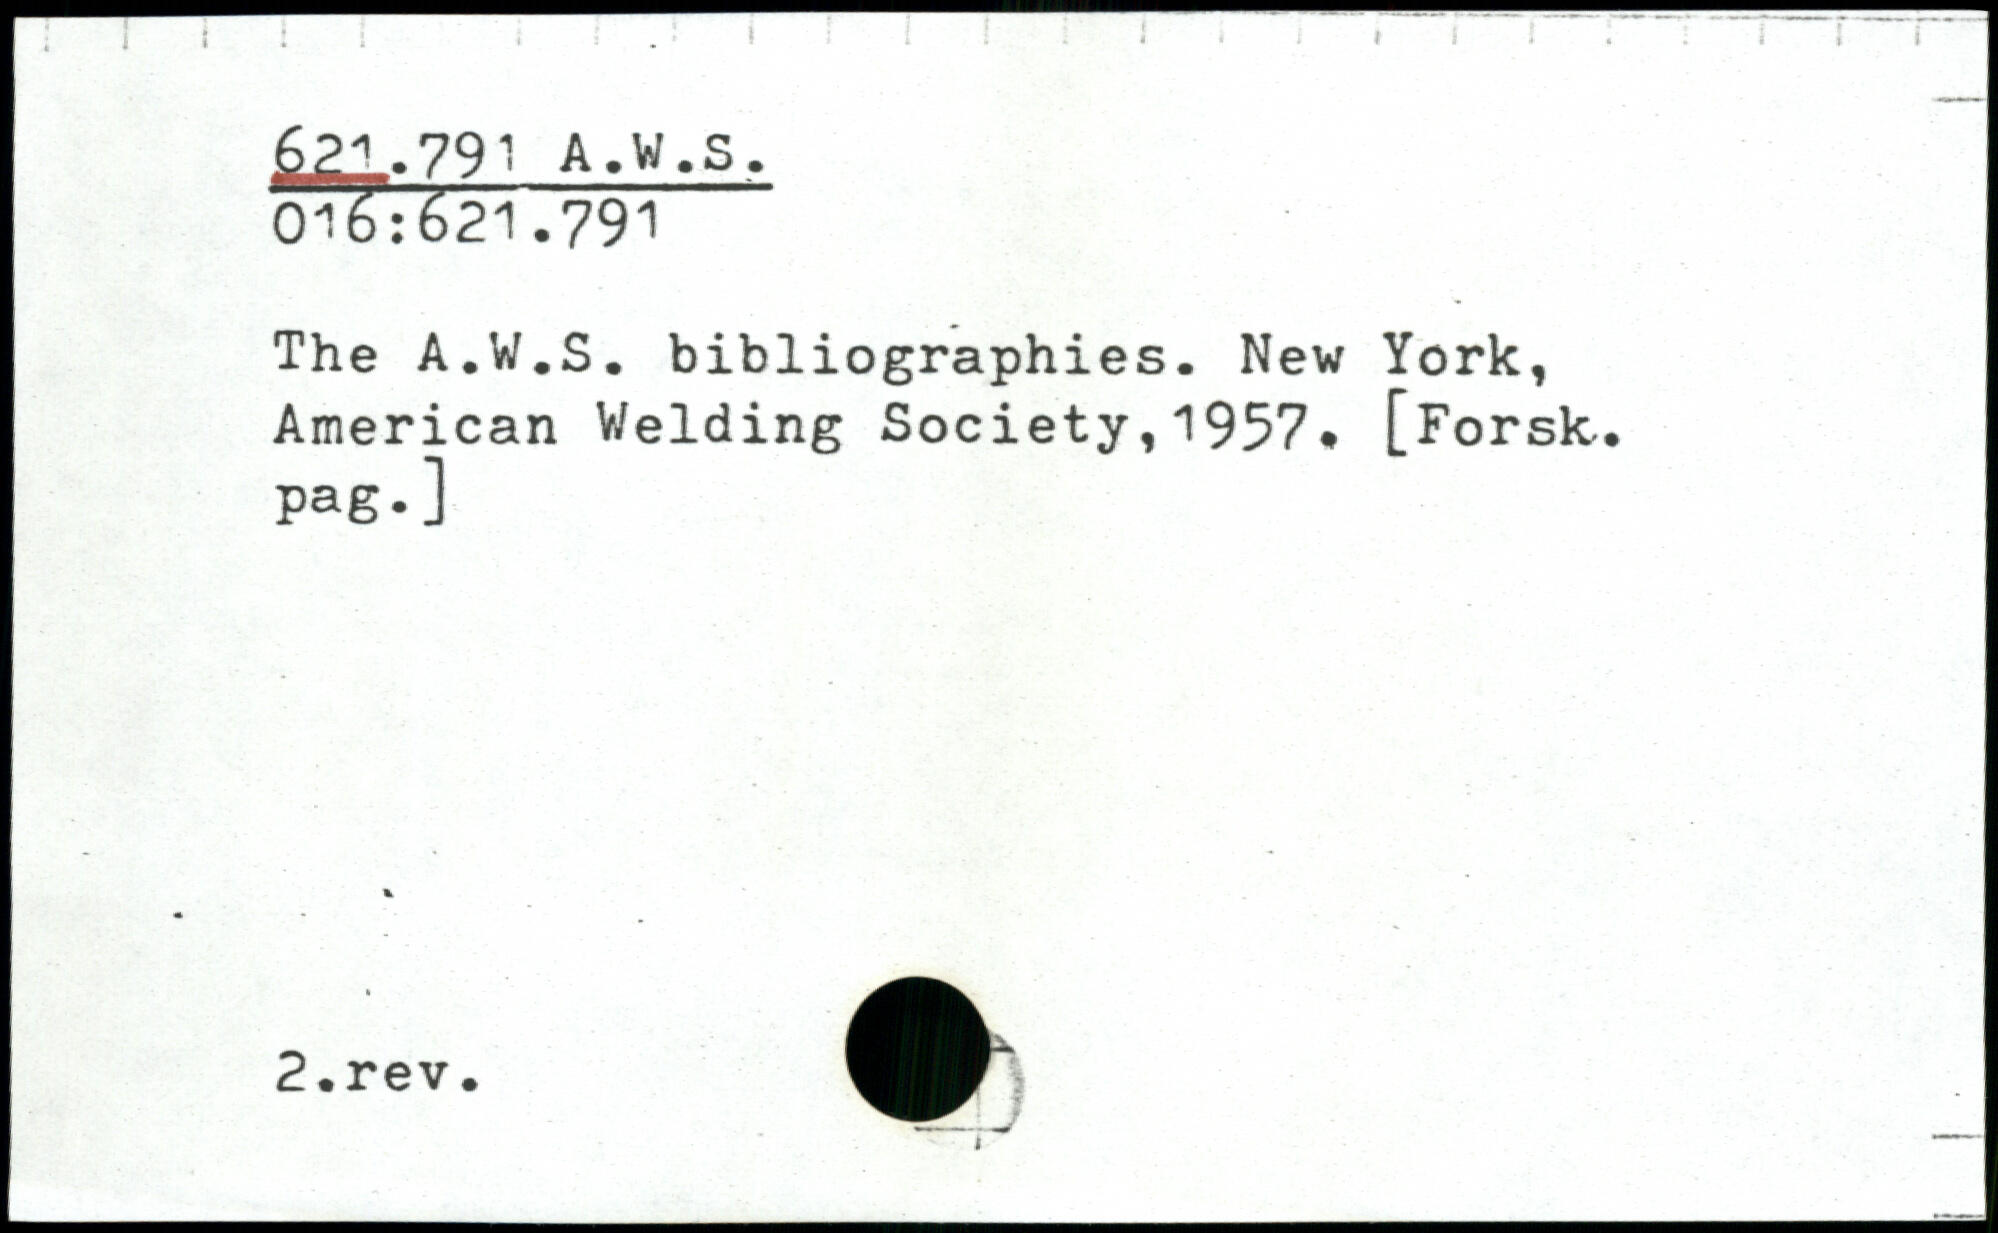 621.791 A.W.S.
016:621.791
The A.W.S. bibliographies. New York,
American Welding Society,1957. [Forsk.
pag.]
2.rev.